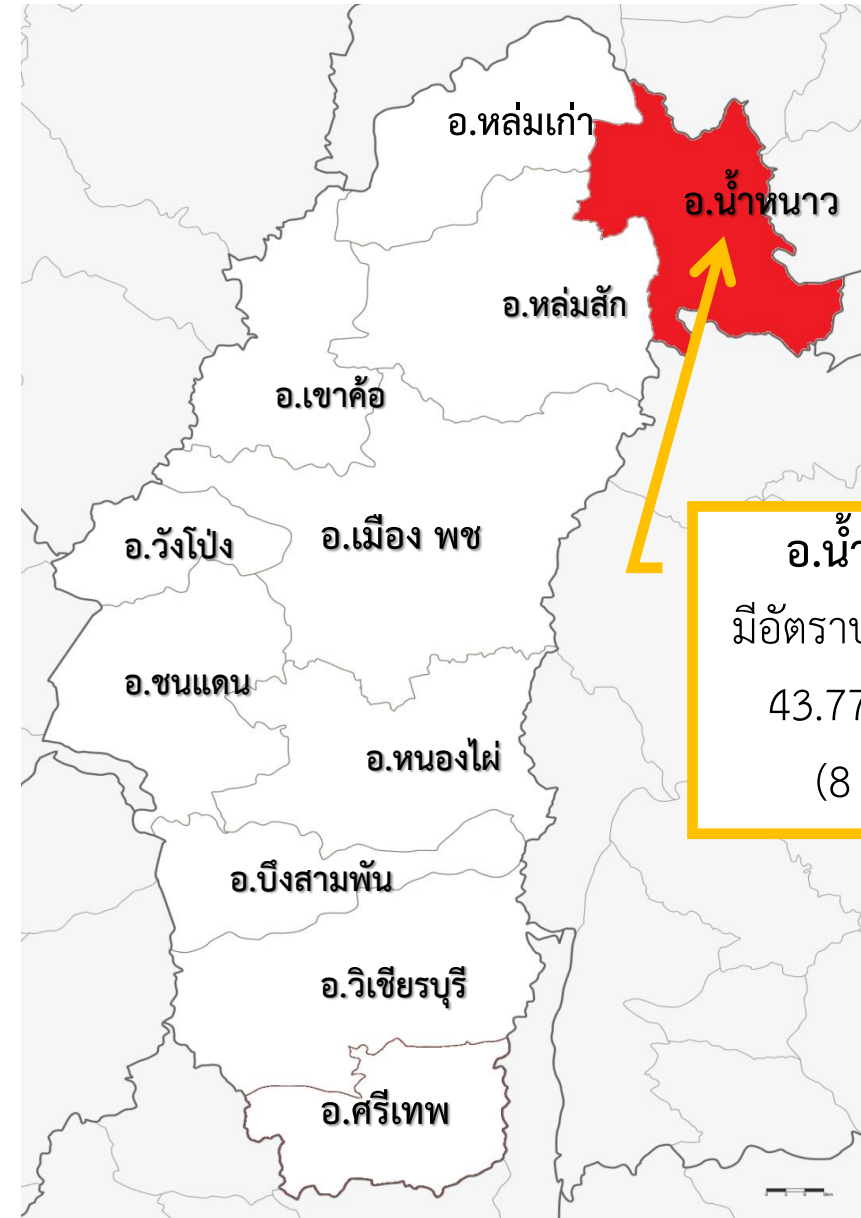 อ.หล่มเก่า
อ.น้ำหนาว
อ.หล่มสัก
อ.เขาค้อ
อ.วังโป่ง
อ.เมือง พช
อ.ชนแดน
อ.หนองไผ่
อ.บึงสามพัน
อ.วิเชียรบุรี
อ.ศรีเทพ
อ.น้ำ
มีอัตรา
43.77
(8